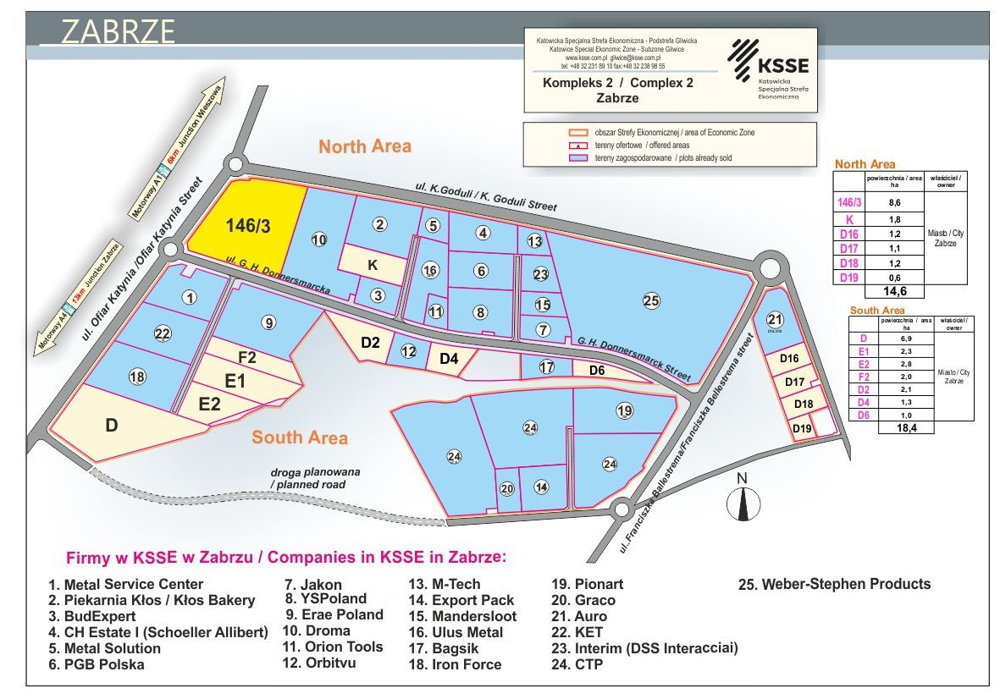 ZABRZE
Katowicka Specjalna Strefa Ekonomiczna - Podstrefa Gliwicka
Katowice Special Ekonomic Zone - Subzone Gliwice
www.ksse.com.pl gliwice@ksse.com.pl
tel: +48 32 231 89 10 fax:+48 32 238 98 55
Kompleks 2 / Complex 2
Zabrze
KSSE
Katowicka
Specjalna Strefa
Ekonomiczna
obszar Strefy Ekonomicznej / area of Economic Zone
A
tereny ofertowe / offered areas
tereny zagospodarowane / plots already sold
Motorway A1 6km Junction Wieszowa
Motorway A4 13km Junction Zabrze
ul. Ofiar Katynia /Ofiar Katynia Street
North Area
ul. K.Goduli / K. Goduli Street
146/3
10
2
K
3
5
16
11
4
6
8
13
23
15
7
25
ul. G. H. Donnersmarcka
G.H. Donnersmarck Street
1
22
18
9
F2
E1
E2
D
D2
12
D4
17
D6
21
D16
D17
D18
D19
South Area
24
24
19
24
20
14
droga planowana
/ planned road
ul..Franciszka Ballestrema/Franciszka Bellestrema street
N
North Area
powierzchnia / area
ha
właściciel /
owner
146/3 8,6
K 1,8
D16 1,2
D17 1,1
D18 1,2
D19 0,6
Miasto / City
Zabrze
14,6
South Area
powierzchnia / area
ha
właściciel /
owner
D 6,9
E1 2,3
E2 2,8
F2 2,0
D2 2,1
D4 1,3
D6 1,0
Miasto / City
Zabrze
18,4
Firmy w KSSE w Zabrzu / Companies in KSSE in Zabrze:
1. Metal Service Center
2. Piekarnia Kłos / Kłos Bakery
3. BudExpert
4. CH Estate I (Schoeller Allibert)
5. Metal Solution
6. PGB Polska
7. Jakon
8. YSPoland
9. Erae Poland
10. Droma
11. Orion Tools
12. Orbitvu
13. M-Tech
14. Export Pack
15. Mandersloot
16. Ulus Metal
17. Bagsik
18. Iron Force
19. Pionart
20. Graco
21. Auro
22. KET
23. Interim (DSS Interacciai)
24. CTP
25. Weber-Stephen Products